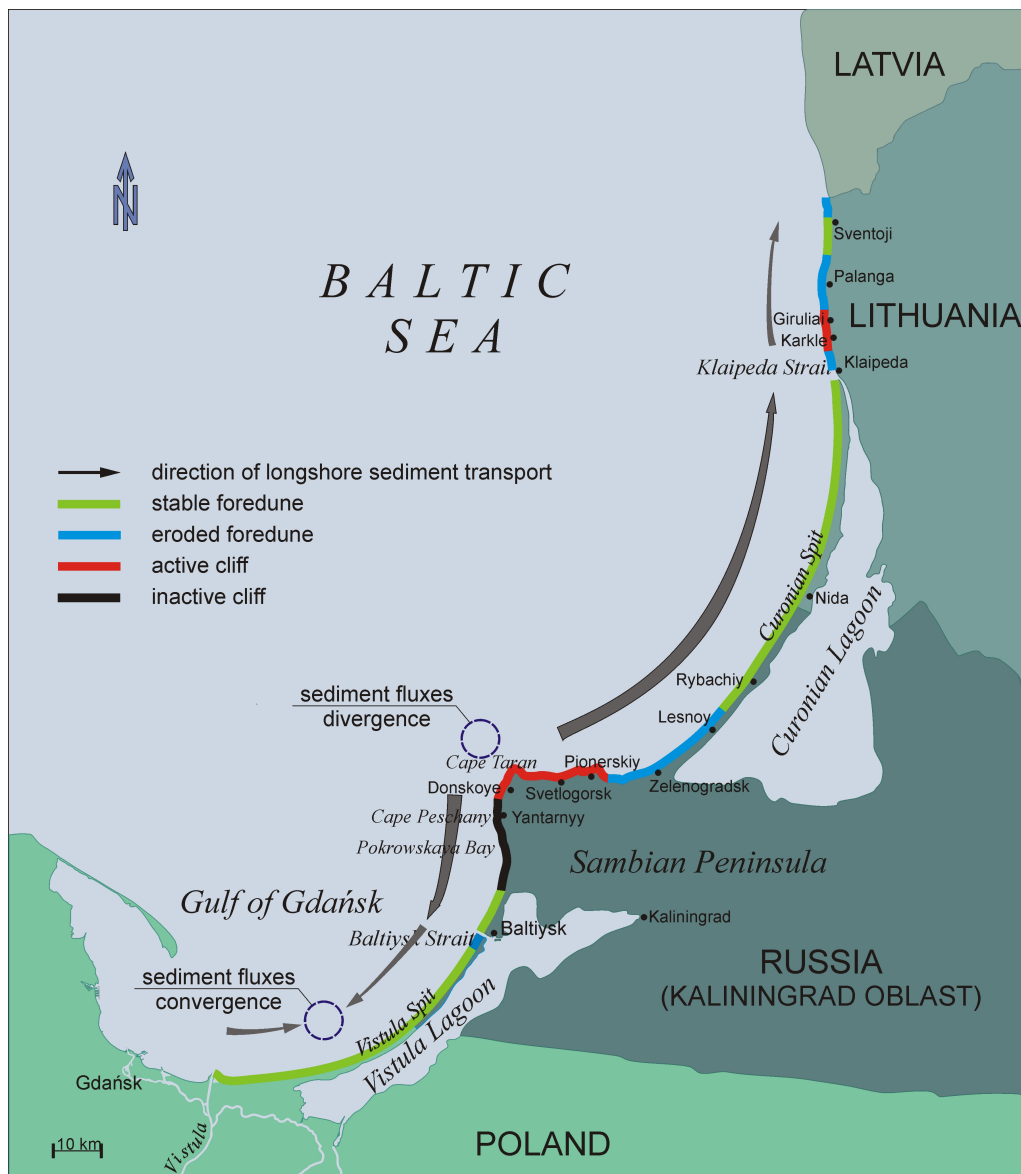 LATVIA
N
Sventoji
BALTIC
SEA
Palanga
LITHUANIA
Giruliai
Karkle
Klaipeda Strait
Klaipeda
direction of longshore sediment transport
stable foredune
eroded foredune
active cliff
inactive cliff
Curonian Spit
Nida
Curonian Lagoon
Rybachiy
sediment fluxes
divergence
Lesnoy
Cape Taran
Pionerskiy
Donskoye
Svetlogorsk
Zelenogradsk
Cape Peschany
Yantarnyy
Pokrowskaya Bay
Sambian Peninsula
Gulf of Gdańsk
Kaliningrad
Baltiysk Strait
Baltiysk
RUSSIA
(KALININGRAD OBLAST)
sediment fluxes
convergence
Vistula Spit
Vistula Lagoon
Gdańsk
Vistula
10 km
POLAND